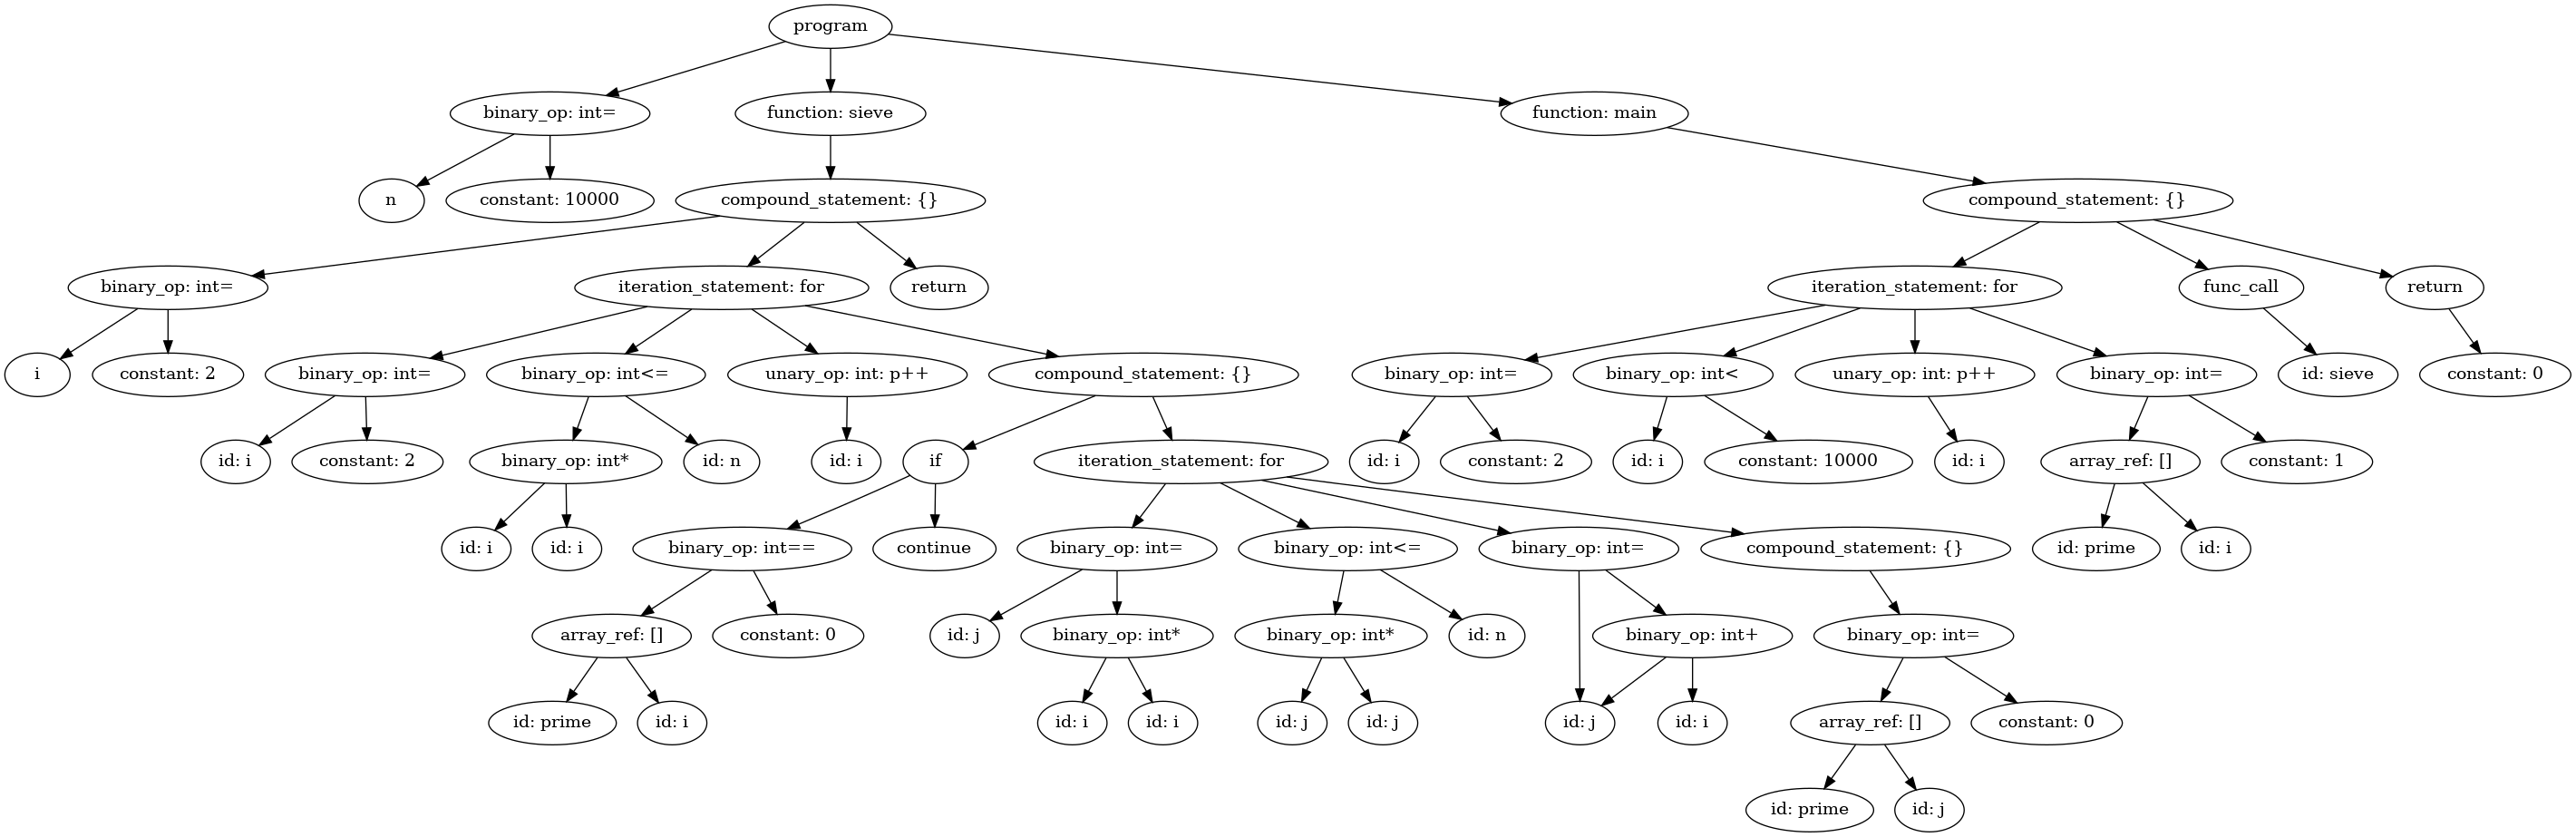 program
binary_op: int=
function: sieve
function: main
n
constant: 10000
compound_statement: {}
compound_statement: {}
binary_op: int=
iteration_statement: for
return
iteration_statement: for
func_call
return
i
constant: 2
binary_op: int=
binary_op: int<=
unary_op: int: p++
compound_statement: {}
binary_op: int=
binary_op: int<
unary_op: int: p++
binary_op: int=
id: sieve
constant: 0
id: i
constant: 2
binary_op: int*
id: n
id: i
if
iteration_statement: for
id: i
constant: 2
id: i
constant: 10000
id: i
array_ref: []
constant: 1
id: i
id: i
binary_op: int==
continue
binary_op: int=
binary_op: int<=
binary_op: int=
compound_statement: {}
id: prime
id: i
array_ref: []
constant: 0
id: j
binary_op: int*
binary_op: int*
id: n
binary_op: int+
binary_op: int=
id: prime
id: i
id: i
id: i
id: j
id: j
id: j
id: i
array_ref: []
constant: 0
id: prime
id: j